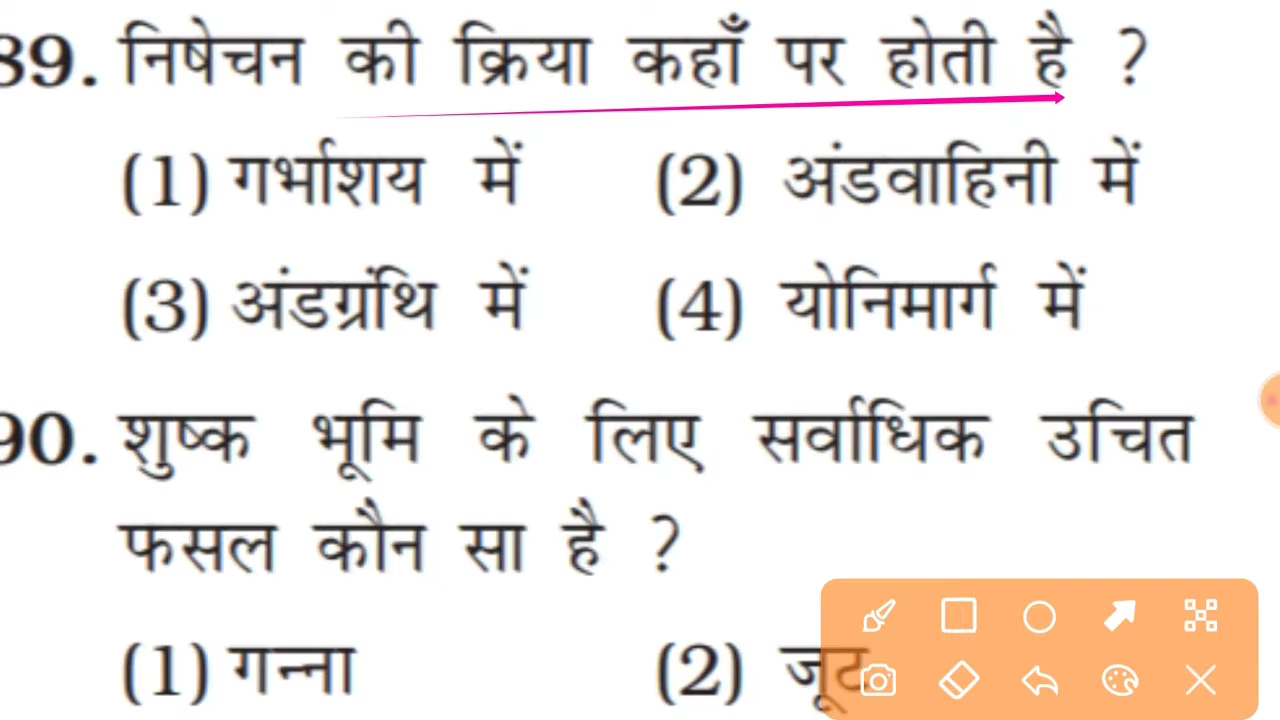 89. निषेचन की क्रिया कहाँ पर होती है ?
(1) गर्भाशय में (2) अंडवाहिनी में
(3) अंडग्रंथि में (4) योनिमार्ग में
90. शुष्क भूमि के लिए सर्वाधिक उचित
फसल कौन सा है ?
(1) गन्ना (2) जूट